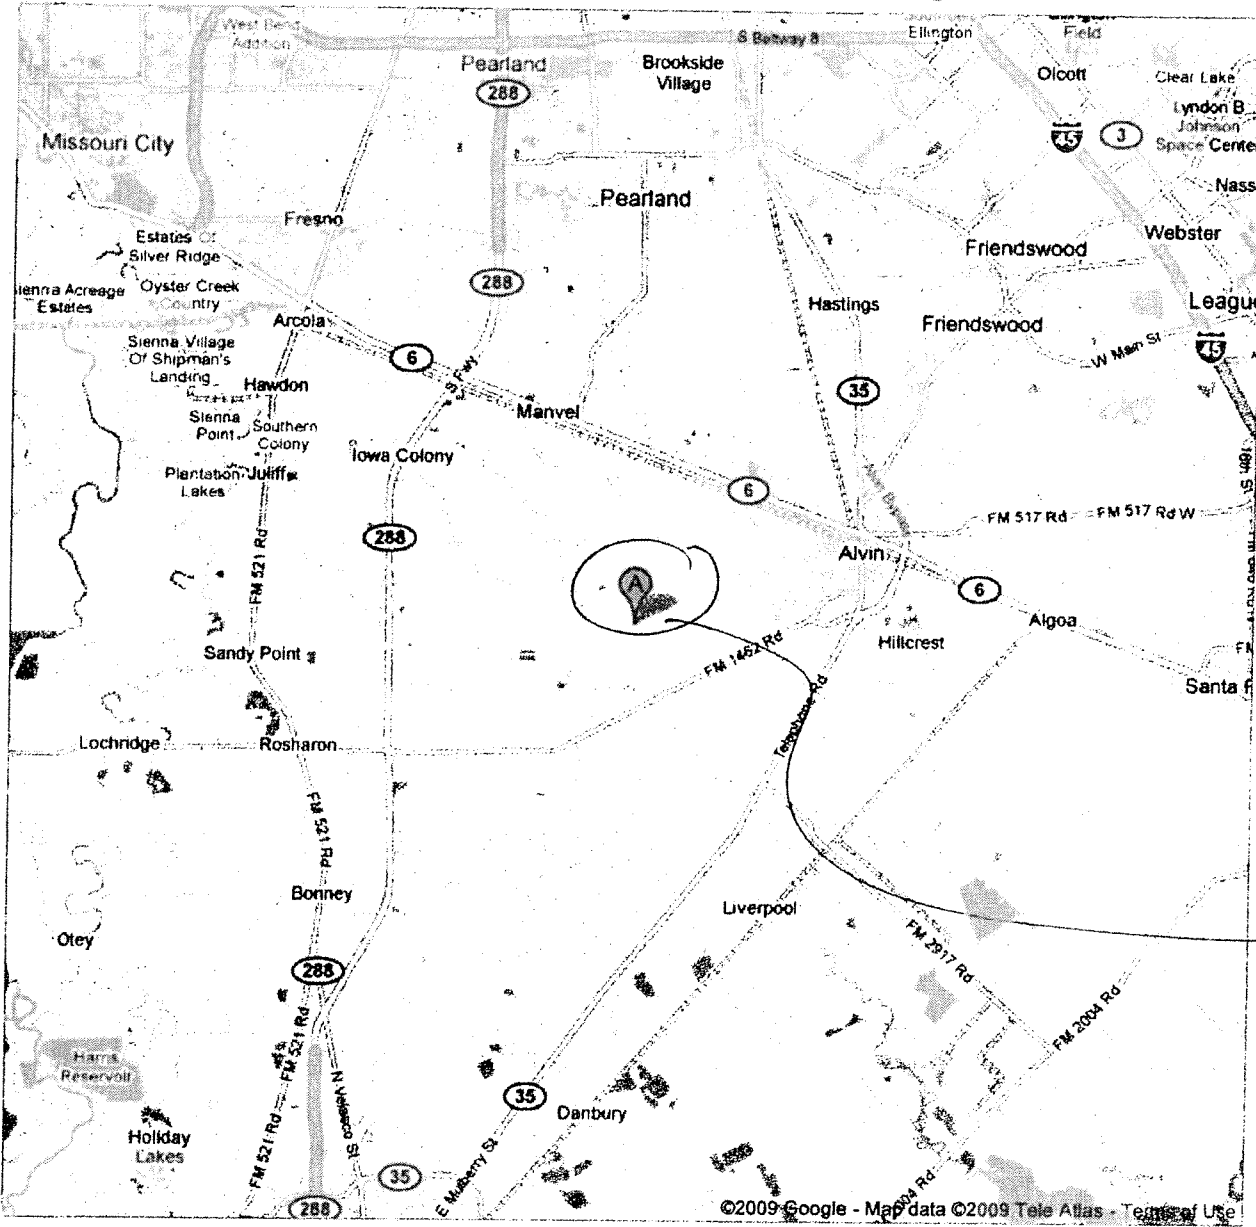 West Bend
Addition
Pearland
288
Brookside
Village
S Beltway 8
Ellington
Field
Olcott
Clear Lake
Lyndon B
Johnson
Space Cente
45
3
Nass
Missouri City
Pearland
Fresno
Estates Of
Silver Ridge
Friendswood
Webster
288
Sienna Acreage
Estates
Oyster Creek
Country
Hastings
League
Arcola
Friendswood
Sienna Village
Of Shipman's
Landing
6
S Fwy
W Main St
45
Hawdon
35
Manvel
Sienna
Point
Southern
Colony
Iowa Colony
Plantation
Lakes
Juliff
6
Alvin Bypass
FM 517 Rd
FM 517 Rd W
288
Alvin
FM 521 Rd
A
6
Algoa
Hillcrest
Sandy Point
FM 1462 Rd
Santa F
Telephone Rd
Lochridge
Rosharon
FM 521 Rd
Bonney
Liverpool
Otey
FM 2917 Rd
288
FM 2004 Rd
FM 521 Rd
Harris
Reservoir
N Velasco St
35
Danbury
Holiday
Lakes
FM 521 Rd
E Mulberry St
35
288
2004 Rd
©2009 Google - Map data ©2009 Tele Atlas - Terms of Use